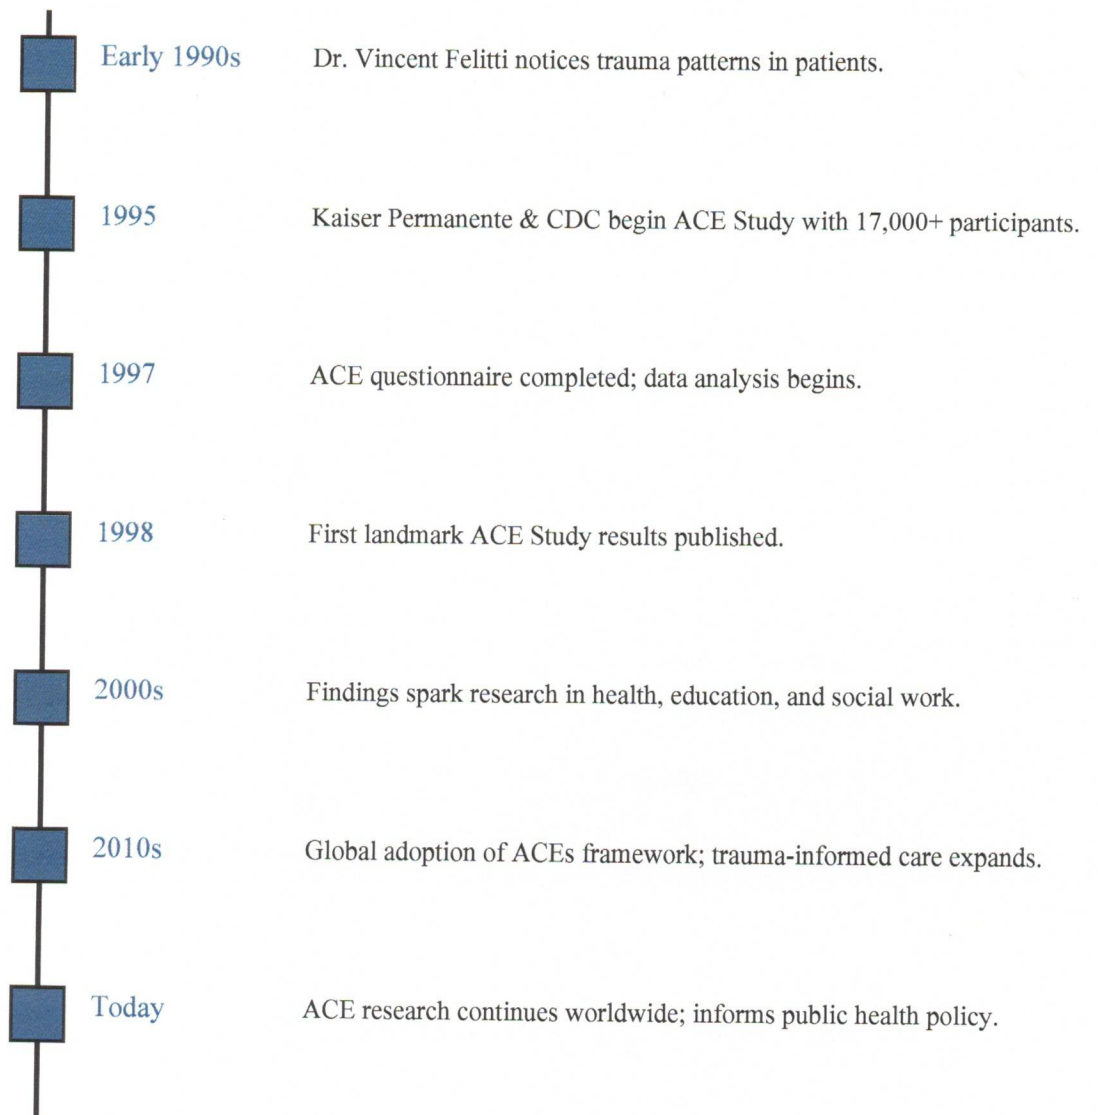 Early 1990s Dr. Vincent Felitti notices trauma patterns in patients.
1995 Kaiser Permanente & CDC begin ACE Study with 17,000+ participants.
1997 ACE questionnaire completed; data analysis begins.
1998 First landmark ACE Study results published.
2000s Findings spark research in health, education, and social work.
2010s Global adoption of ACEs framework; trauma-informed care expands.
Today ACE research continues worldwide; informs public health policy.